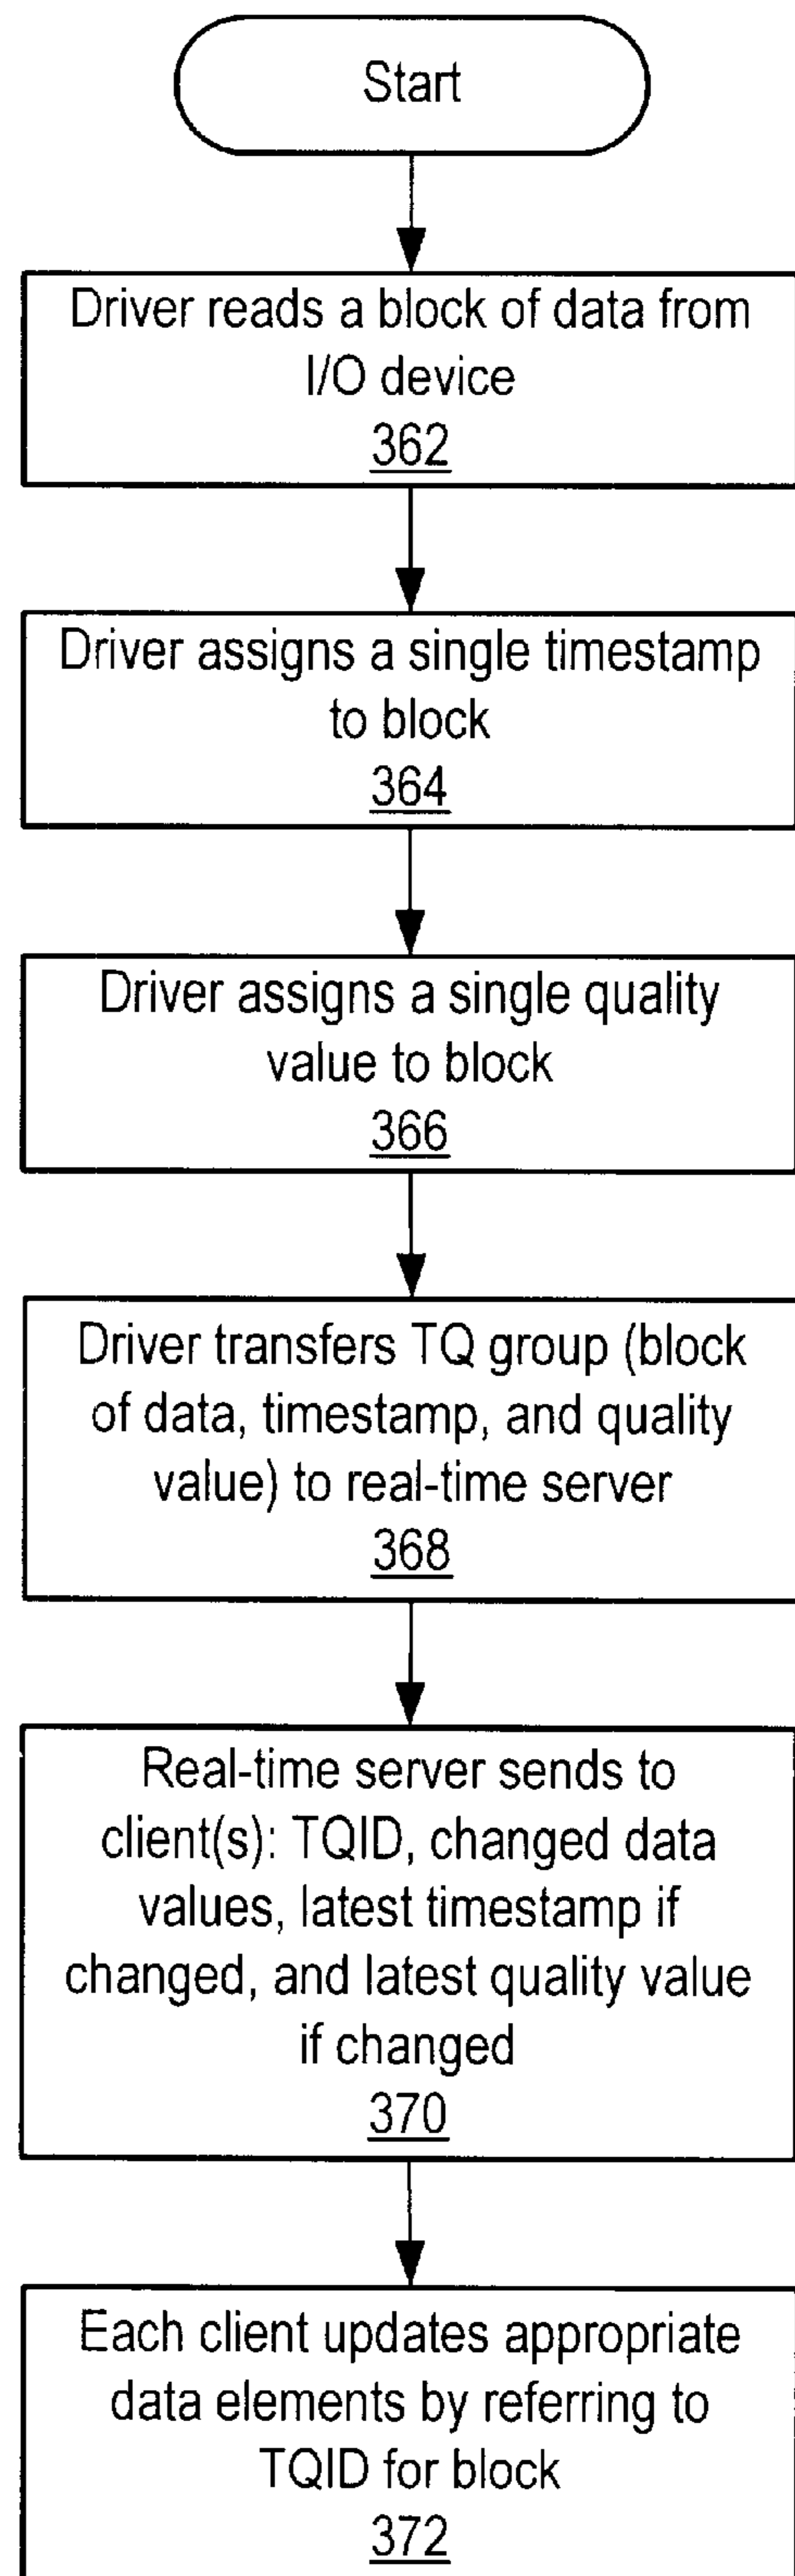 Start
Driver reads a block of data from
I/O device
362
Driver assigns a single timestamp
to block
364
Driver assigns a single quality
value to block
366
Driver transfers TQ group (block
of data, timestamp, and quality
value) to real-time server
368
Real-time server sends to
client(s): TQID, changed data
values, latest timestamp if
changed, and latest quality value
if changed
370
Each client updates appropriate
data elements by referring to
TQID for block
372